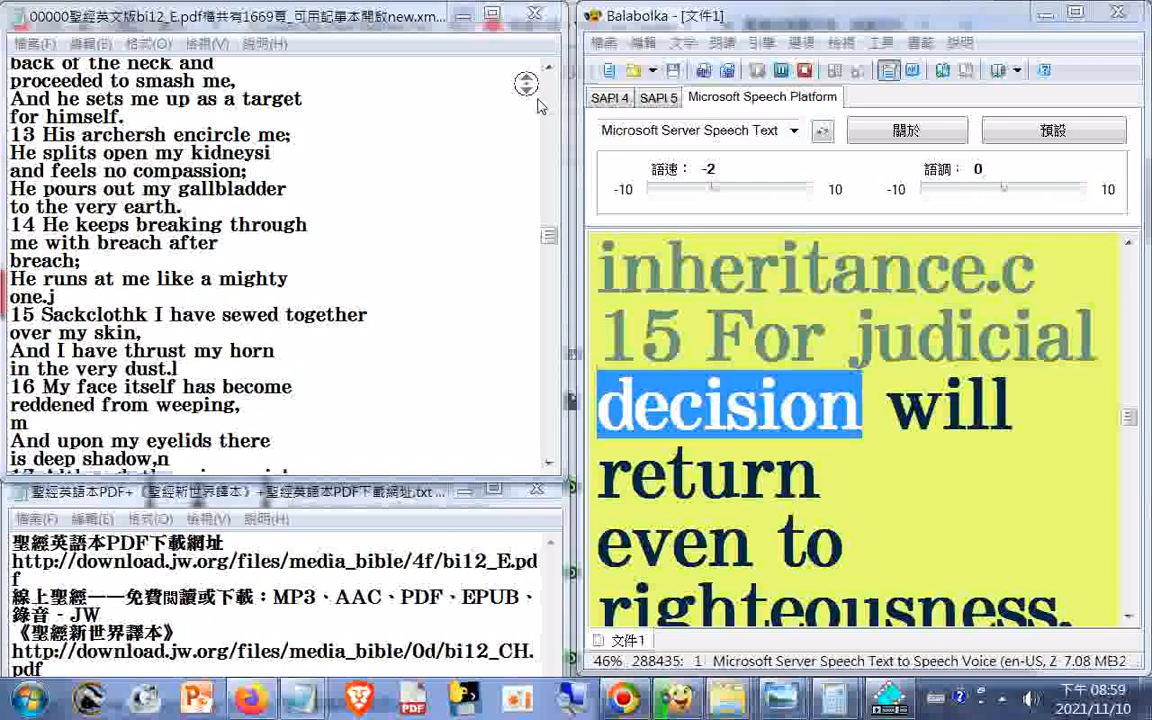 00000聖經英文版bi12_E.pdf檔共有1669頁_可用記事本開啟new.xm...
檔案(F) 編輯(E) 格式(O) 檢視(V) 說明(H)
back of the neck and
proceeded to smash me,
And he sets me up as a target
for himself.
13 His archersh encircle me;
He splits open my kidneysi
and feels no compassion;
He pours out my gallbladder
to the very earth.
14 He keeps breaking through
me with breach after
breach;
He runs at me like a mighty
one.j
15 Sackclothk I have sewed together
over my skin,
And I have thrust my horn
in the very dust.l
16 My face itself has become
reddened from weeping,
m
And upon my eyelids there
is deep shadow,n
聖經英語本PDF+《聖經新世界譯本》+聖經英語本PDF下載網址.txt ...
檔案(F) 編輯(E) 格式(O) 檢視(V) 說明(H)
聖經英語本PDF下載網址
http://download.jw.org/files/media_bible/4f/bi12_E.pd
f
線上聖經——免費閱讀或下載：MP3、AAC、PDF、EPUB、
錄音 - JW
《聖經新世界譯本》
http://download.jw.org/files/media_bible/0d/bi12_CH.
pdf
Balabolka - [文件1]
檔案 編輯 文字 朗讀 引擎 選項 檢視 工具 書籤 說明
SAPI 4 SAPI 5 Microsoft Speech Platform
Microsoft Server Speech Text 關於 預設
語速： -2 語調： 0
-10 10 -10 10
inheritance.c
15 For judicial
decision will
return
even to
righteousness.
文件1
46% 288435: 1 Microsoft Server Speech Text to Speech Voice (en-US, Z 7.08 MB
下午 08:59
2021/11/10